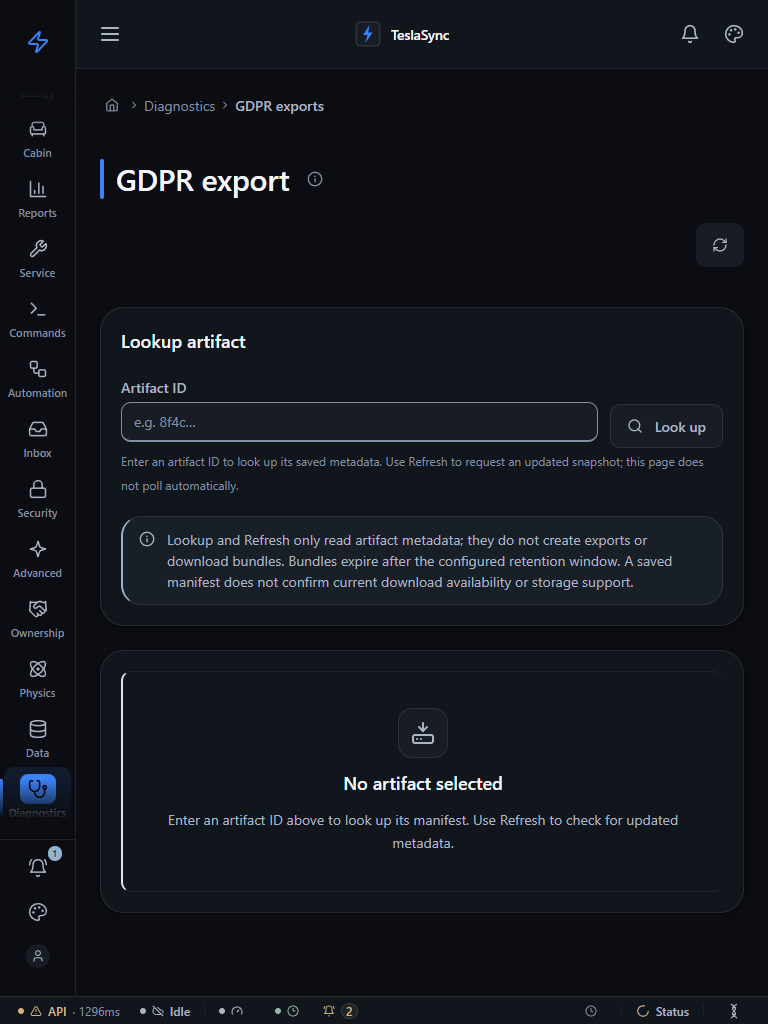 TeslaSync
Energy
Cabin
Reports
Service
Commands
Automation
Inbox
Security
Advanced
Ownership
Physics
Data
Diagnostics
1
Diagnostics
GDPR exports
GDPR export
Lookup artifact
Artifact ID
e.g. 8f4c...
Look up
Enter an artifact ID to look up its saved metadata. Use Refresh to request an updated snapshot; this page does
not poll automatically.
Lookup and Refresh only read artifact metadata; they do not create exports or
download bundles. Bundles expire after the configured retention window. A saved
manifest does not confirm current download availability or storage support.
No artifact selected
Enter an artifact ID above to look up its manifest. Use Refresh to check for updated
metadata.
API · 1296ms
Idle
2
Status